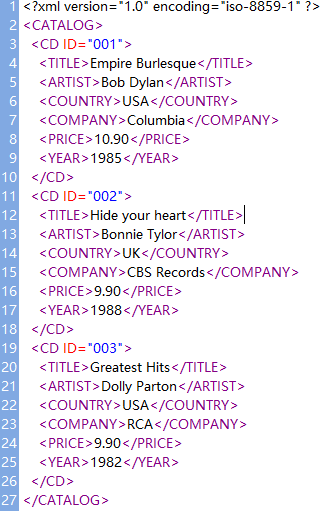 1 <?xml version="1.0" encoding="iso-8859-1" ?>
2 <CATALOG>
3 <CD ID="001">
4 <TITLE>Empire Burlesque</TITLE>
5 <ARTIST>Bob Dylan</ARTIST>
6 <COUNTRY>USA</COUNTRY>
7 <COMPANY>Columbia</COMPANY>
8 <PRICE>10.90</PRICE>
9 <YEAR>1985</YEAR>
10 </CD>
11 <CD ID="002">
12 <TITLE>Hide your heart</TITLE>
13 <ARTIST>Bonnie Tylor</ARTIST>
14 <COUNTRY>UK</COUNTRY>
15 <COMPANY>CBS Records</COMPANY>
16 <PRICE>9.90</PRICE>
17 <YEAR>1988</YEAR>
18 </CD>
19 <CD ID="003">
20 <TITLE>Greatest Hits</TITLE>
21 <ARTIST>Dolly Parton</ARTIST>
22 <COUNTRY>USA</COUNTRY>
23 <COMPANY>RCA</COMPANY>
24 <PRICE>9.90</PRICE>
25 <YEAR>1982</YEAR>
26 </CD>
27 </CATALOG>